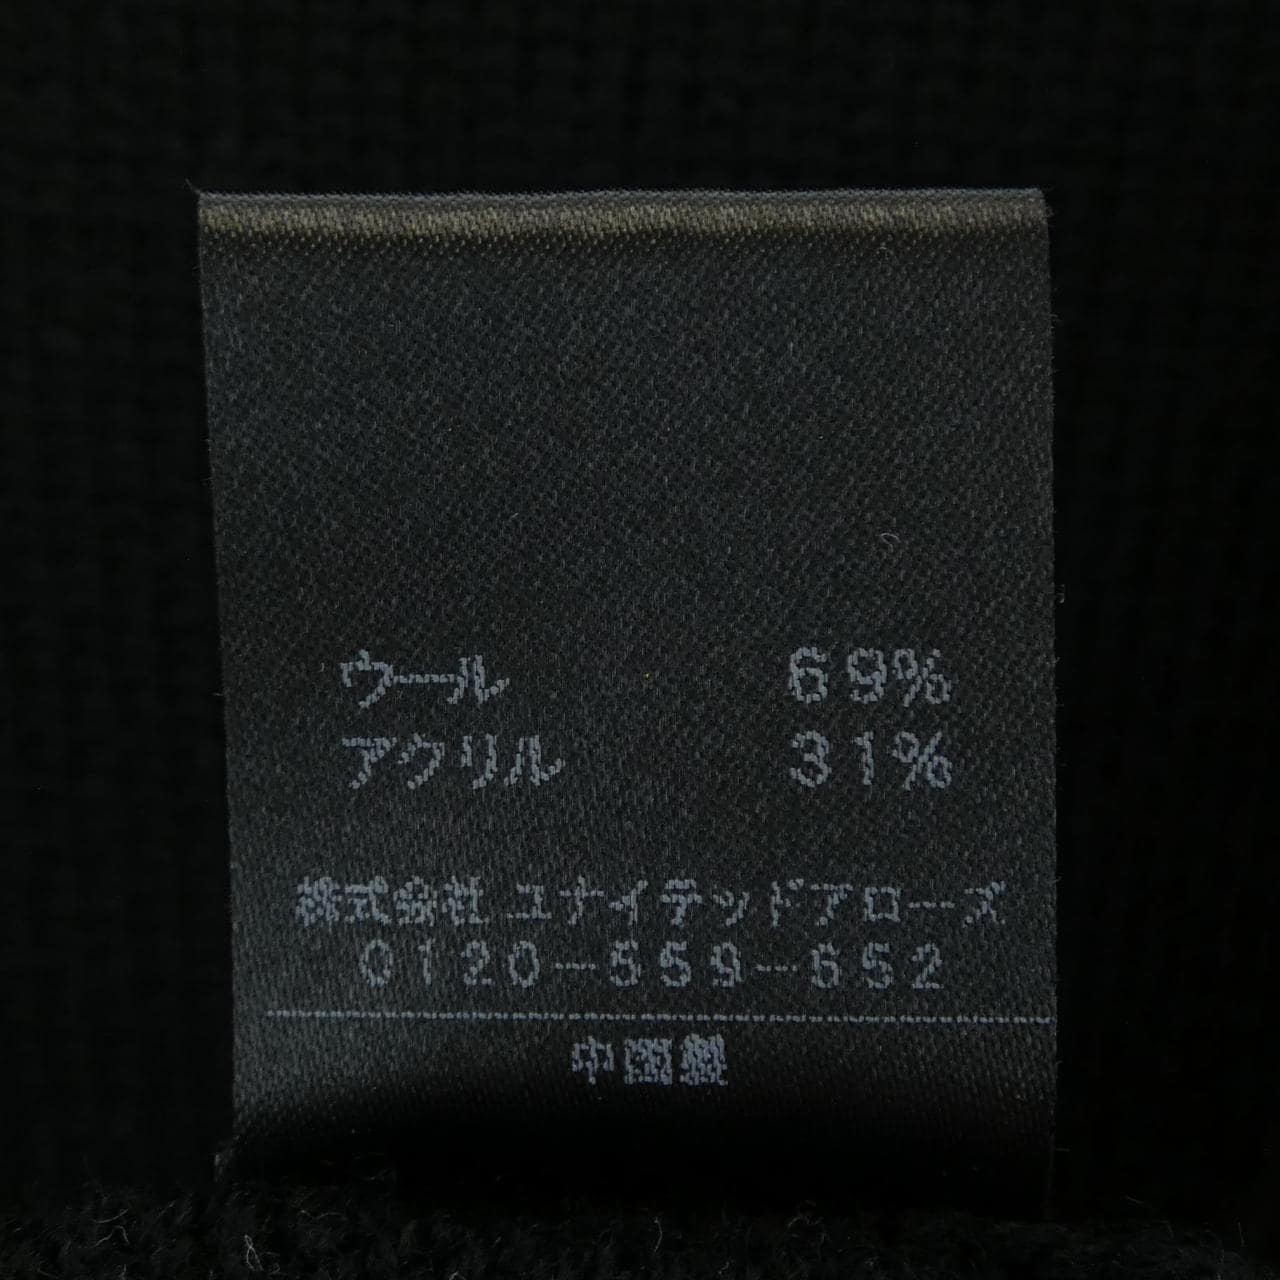 ウール 69%
アクリル 31%
株式会社 ユナイテッドアローズ
0120-559-652
中国製